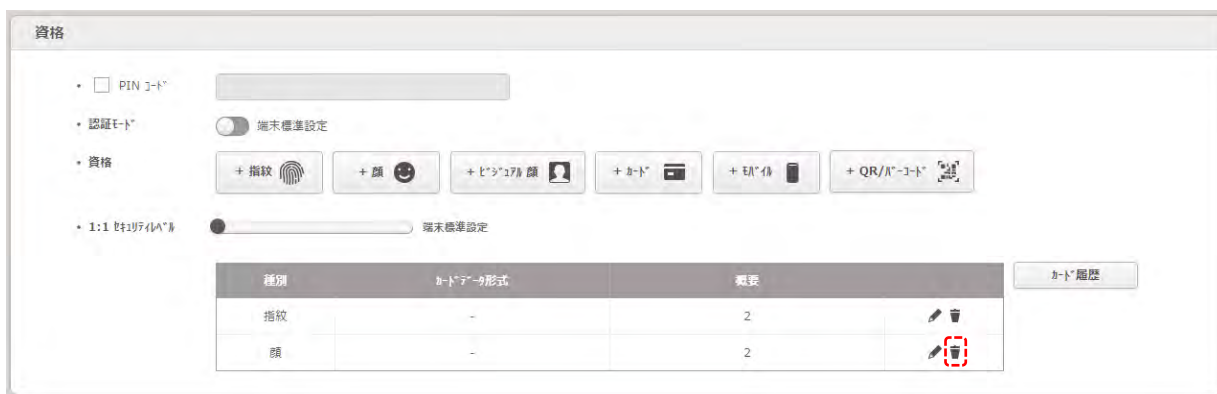 資格
• PIN ｺｰﾄﾞ
• 認証ﾓｰﾄﾞ 端末標準設定
• 資格 + 指紋 + 顔 + ﾋﾞｼﾞｭｱﾙ 顔 + ｶｰﾄﾞ + ﾓﾊﾞｲﾙ + QR/ﾊﾞｰｺｰﾄﾞ
• 1:1 ｾｷｭﾘﾃｨﾚﾍﾞﾙ 端末標準設定
種別 ｶｰﾄﾞﾃﾞｰﾀ形式 概要 ｶｰﾄﾞ履歴
指紋 - 2
顔 - 2